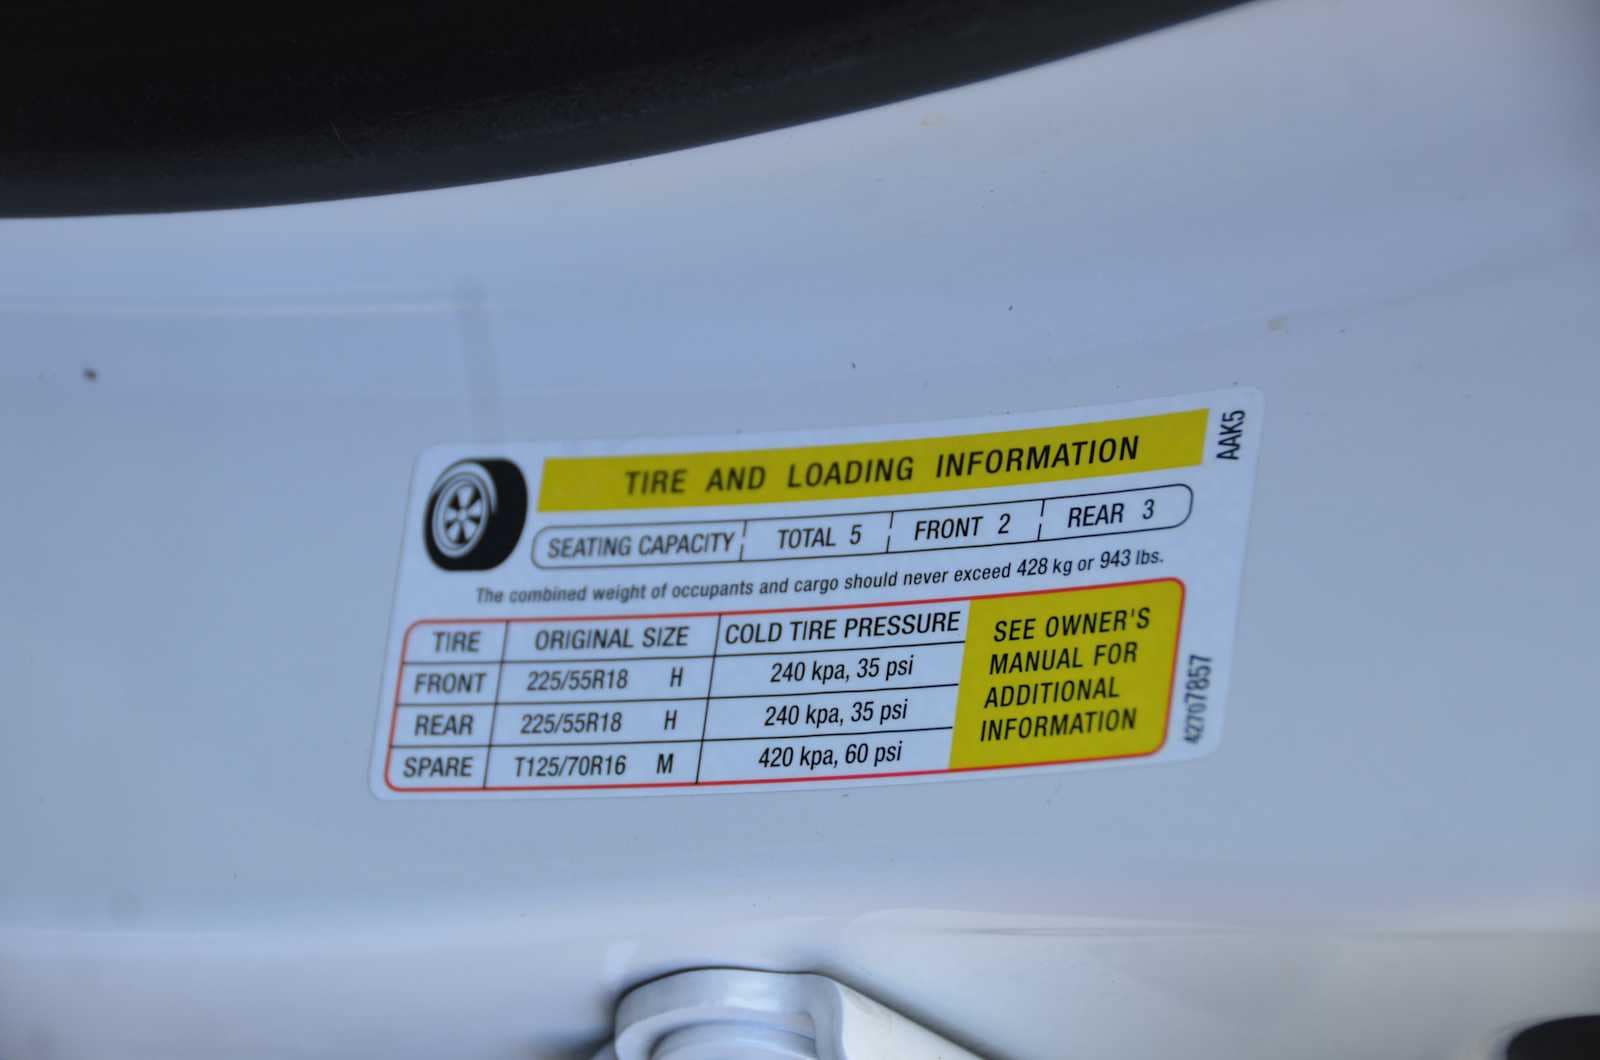 TIRE AND LOADING INFORMATION
AAK5
SEATING CAPACITY TOTAL 5 FRONT 2 REAR 3
The combined weight of occupants and cargo should never exceed 428 kg or 943 lbs.
TIRE ORIGINAL SIZE COLD TIRE PRESSURE
FRONT 225/55R18 H 240 kpa, 35 psi
REAR 225/55R18 H 240 kpa, 35 psi
SPARE T125/70R16 M 420 kpa, 60 psi
SEE OWNER'S
MANUAL FOR
ADDITIONAL
INFORMATION
42707857